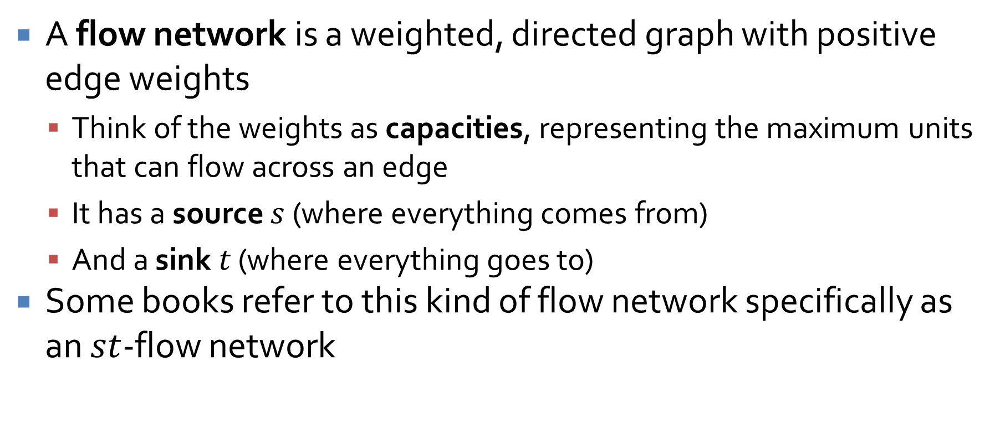 A flow network is a weighted, directed graph with positive
edge weights
Think of the weights as capacities, representing the maximum units
that can flow across an edge
It has a source s (where everything comes from)
And a sink t (where everything goes to)
Some books refer to this kind of flow network specifically as
an st-flow network